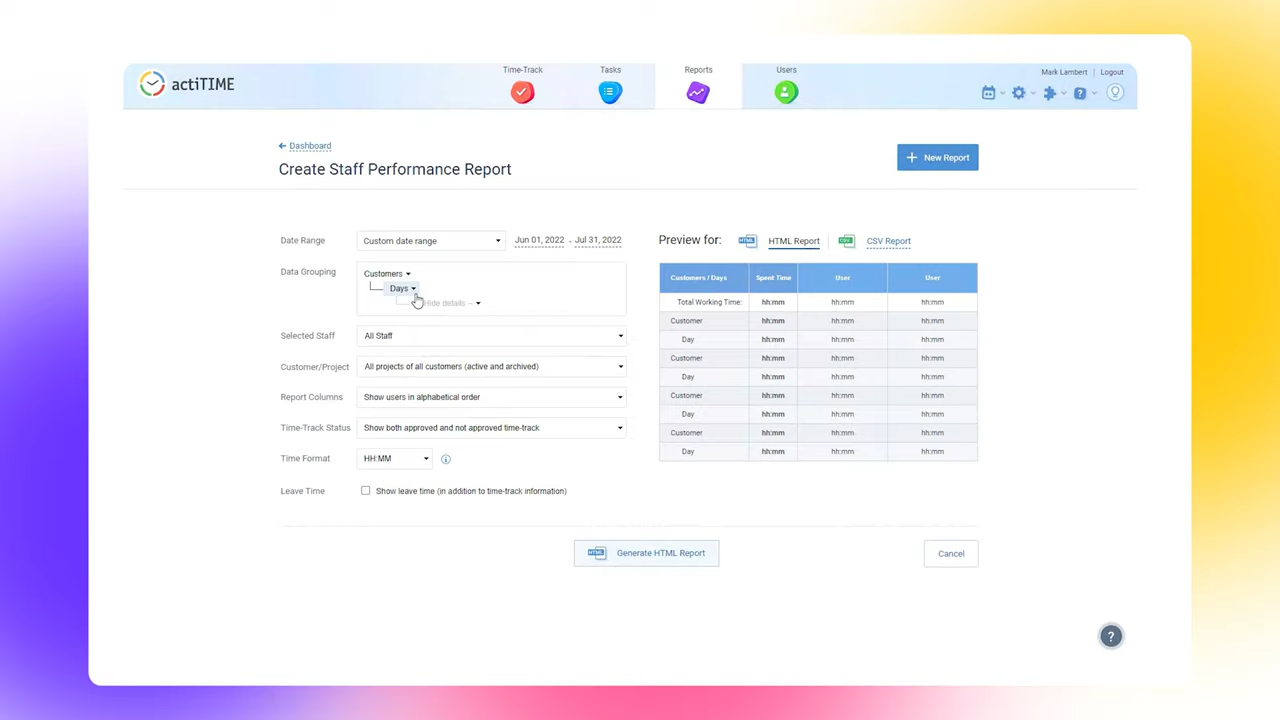 actiTIME
Time-Track
Tasks
Reports
Users
Mark Lambert | Logout
Dashboard
Create Staff Performance Report
+ New Report
Date Range
Custom date range
Jun 01, 2022 - Jul 31, 2022
Data Grouping
Customers
Days
Hide details --
Selected Staff
All Staff
Customer/Project
All projects of all customers (active and archived)
Report Columns
Show users in alphabetical order
Time-Track Status
Show both approved and not approved time-track
Time Format
HH:MM
Leave Time
Show leave time (in addition to time-track information)
Preview for:
HTML
HTML Report
CSV
CSV Report
Customers / Days Spent Time User User
Total Working Time: hh:mm hh:mm hh:mm
Customer hh:mm hh:mm hh:mm
Day hh:mm hh:mm hh:mm
Customer hh:mm hh:mm hh:mm
Day hh:mm hh:mm hh:mm
Customer hh:mm hh:mm hh:mm
Day hh:mm hh:mm hh:mm
Customer hh:mm hh:mm hh:mm
Day hh:mm hh:mm hh:mm
HTML
Generate HTML Report
Cancel
?